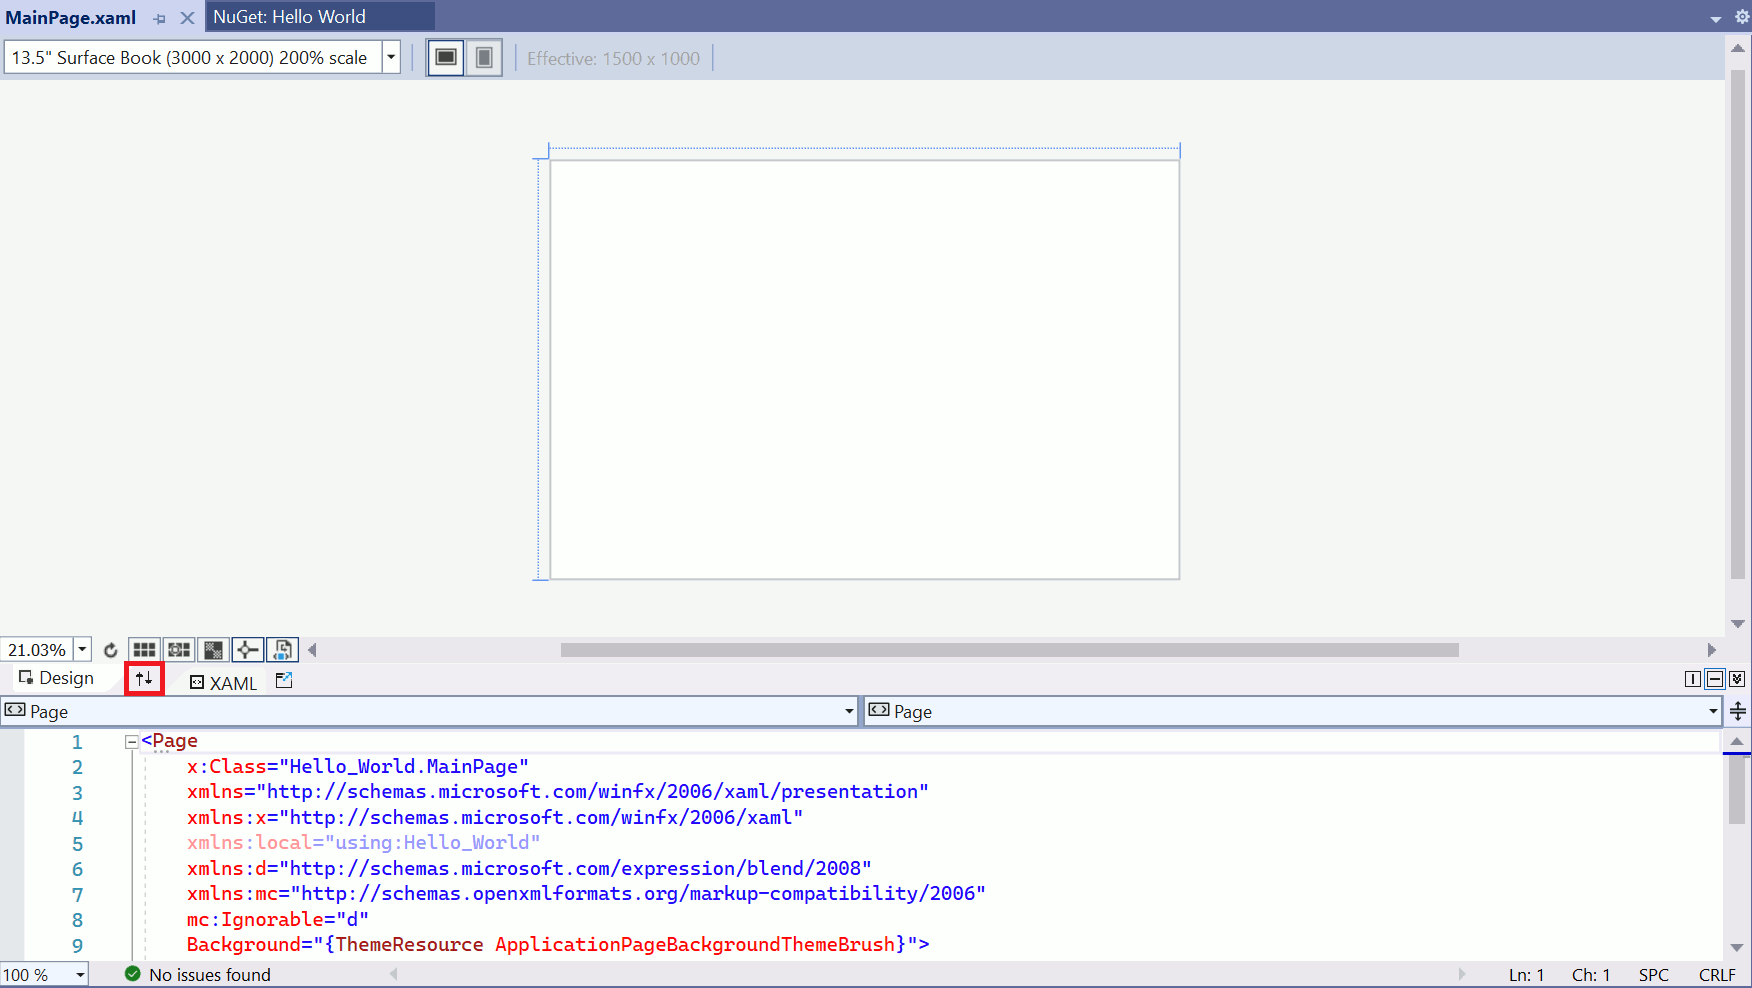 MainPage.xaml NuGet: Hello World
13.5" Surface Book (3000 x 2000) 200% scale Effective: 1500 x 1000
21.03%
Design XAML
Page Page
1 <Page
2 x:Class="Hello_World.MainPage"
3 xmlns="http://schemas.microsoft.com/winfx/2006/xaml/presentation"
4 xmlns:x="http://schemas.microsoft.com/winfx/2006/xaml"
5 xmlns:local="using:Hello_World"
6 xmlns:d="http://schemas.microsoft.com/expression/blend/2008"
7 xmlns:mc="http://schemas.openxmlformats.org/markup-compatibility/2006"
8 mc:Ignorable="d"
9 Background="{ThemeResource ApplicationPageBackgroundThemeBrush}">
100 % No issues found Ln: 1 Ch: 1 SPC CRLF